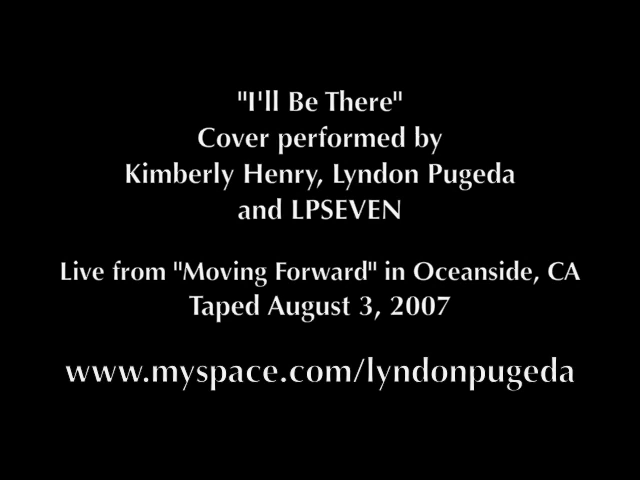 "I'll Be There"
Cover performed by
Kimberly Henry, Lyndon Pugeda
and LPSEVEN
Live from "Moving Forward" in Oceanside, CA
Taped August 3, 2007
www.myspace.com/lyndonpugeda